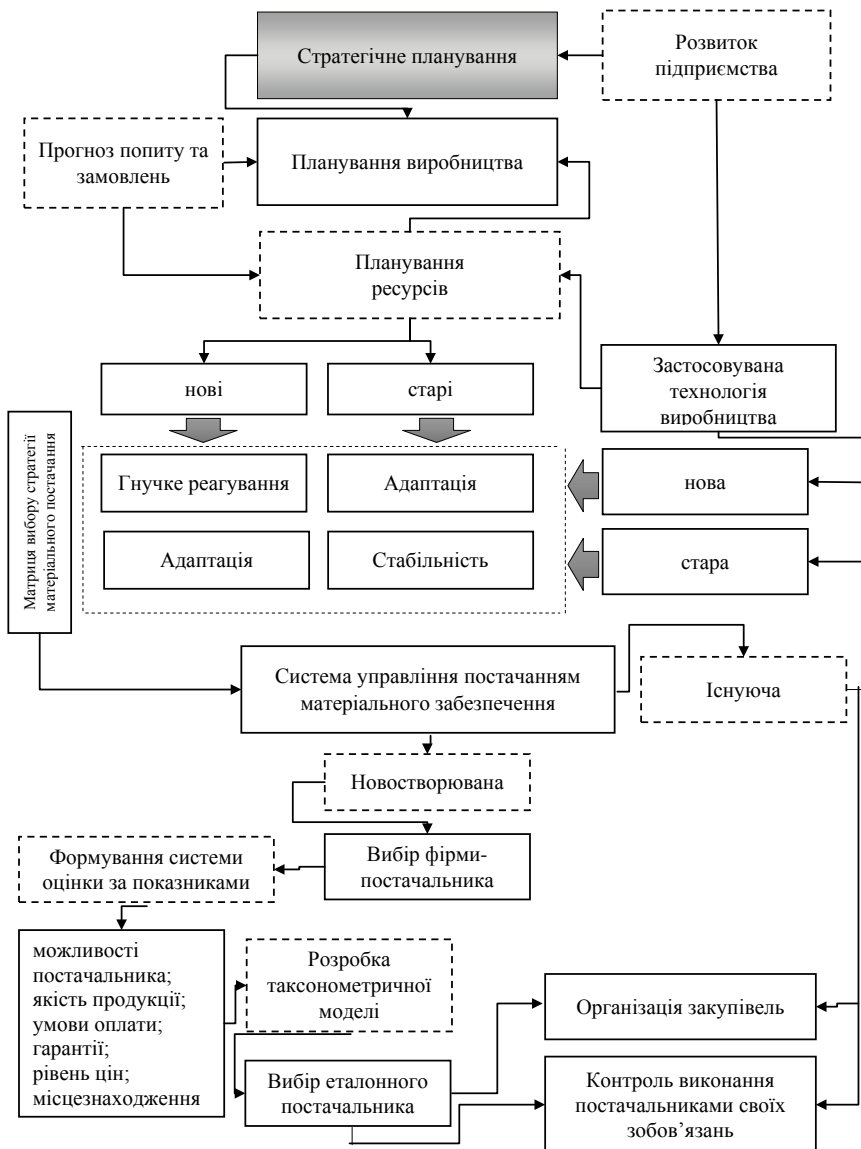 Стратегічне планування
Розвиток
підприємства
Прогноз попиту та
замовлень
Планування виробництва
Планування
ресурсів
нові
старі
Застосовувана
технологія
виробництва
Матриця вибору стратегії
матеріального постачання
Гнучке реагування
Адаптація
нова
Адаптація
Стабільність
стара
Система управління постачанням
матеріального забезпечення
Існуюча
Новостворювана
Вибір фірми-
постачальника
Формування системи
оцінки за показниками
можливості
постачальника;
якість продукції;
умови оплати;
гарантії;
рівень цін;
місцезнаходження
Розробка
таксонометричної
моделі
Організація закупівель
Вибір еталонного
постачальника
Контроль виконання
постачальниками своїх
зобов’язань